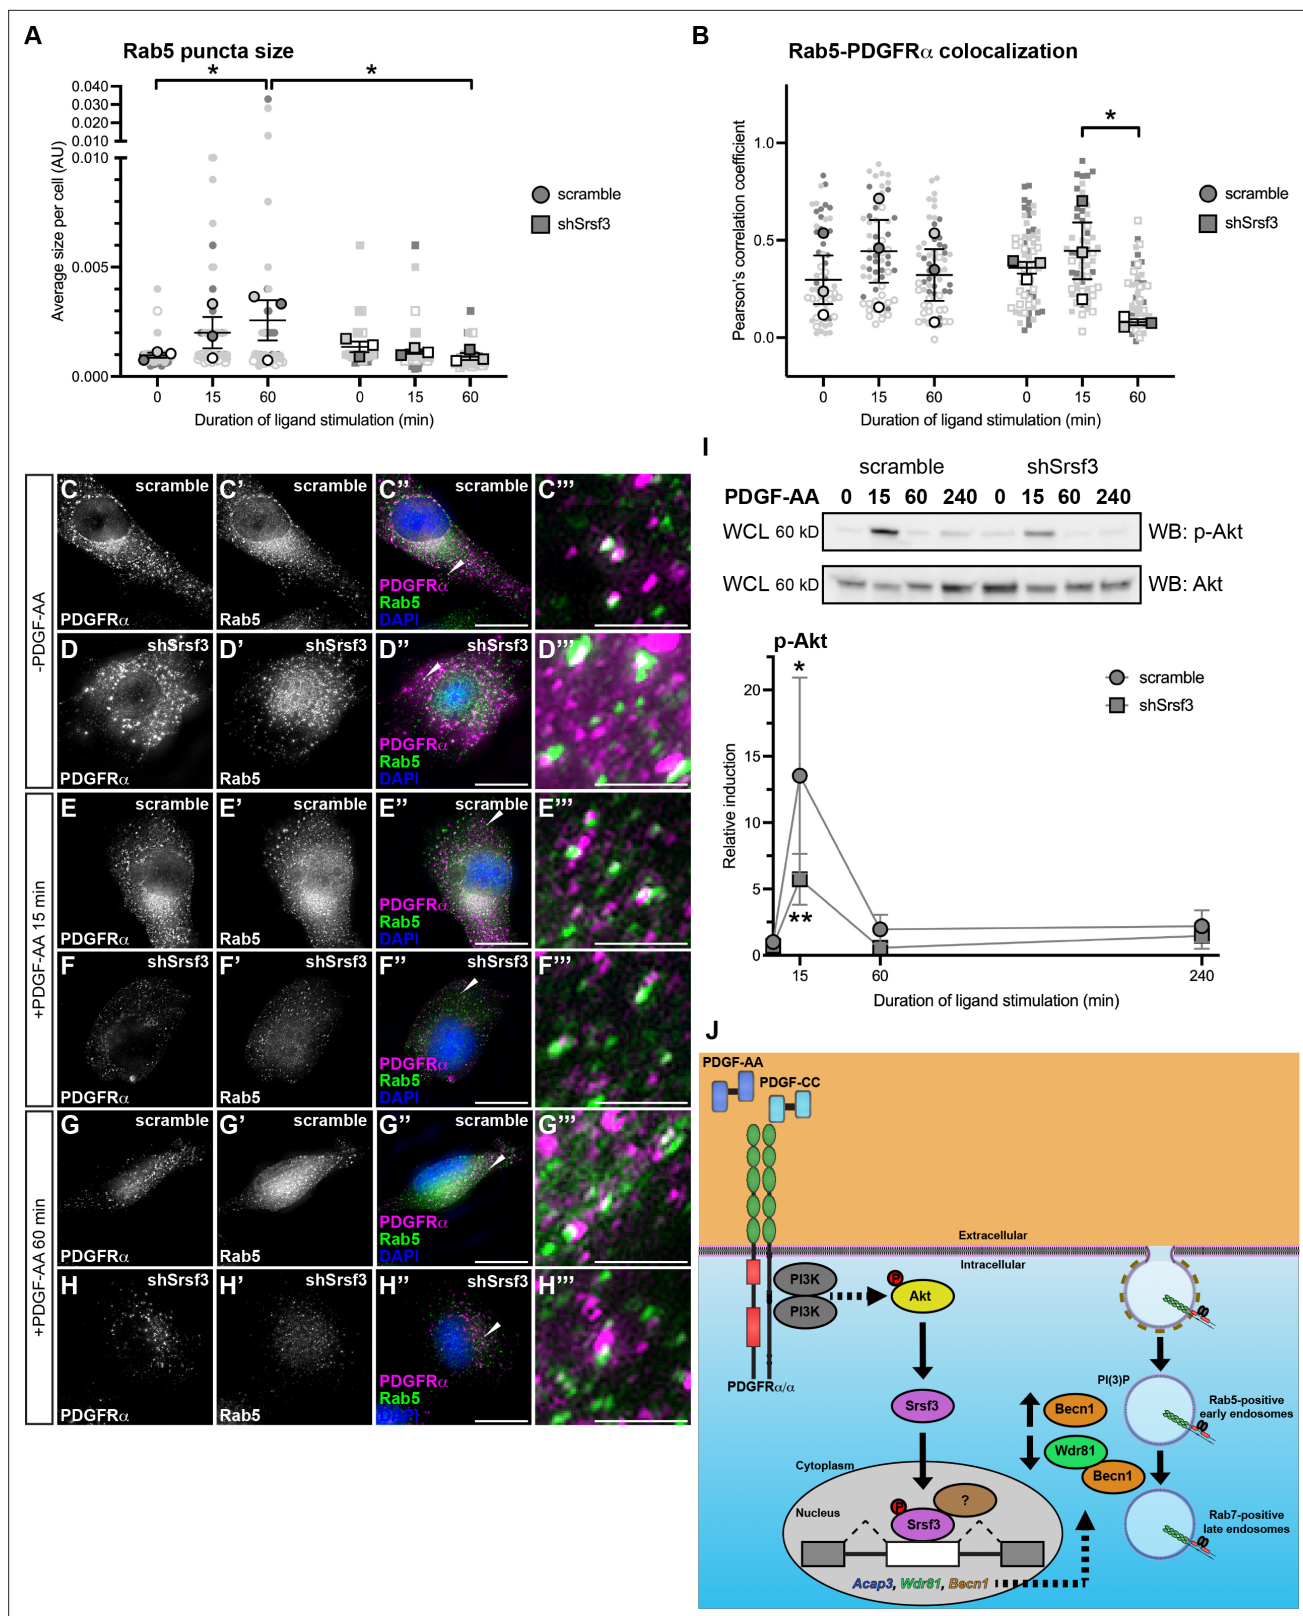 A
Rab5 puncta size
*
*
0.040
0.030
0.020
0.010
0.010
0.005
0.000
Average size per cell (AU)
0
15
60
0
15
60
Duration of ligand stimulation (min)
scramble
shSrsf3
B
Rab5-PDGFRα colocalization
*
1.0
0.5
0.0
Pearson's correlation coefficient
0
15
60
0
15
60
Duration of ligand stimulation (min)
scramble
shSrsf3
-PDGF-AA
C
scramble
PDGFRα
C’
scramble
Rab5
C’’
scramble
PDGFRα
Rab5
DAPI
C’’’
D
shSrsf3
PDGFRα
D’
shSrsf3
Rab5
D’’
shSrsf3
PDGFRα
Rab5
DAPI
D’’’
+PDGF-AA 15 min
E
scramble
PDGFRα
E’
scramble
Rab5
E’’
scramble
PDGFRα
Rab5
DAPI
E’’’
F
shSrsf3
PDGFRα
F’
shSrsf3
Rab5
F’’
shSrsf3
PDGFRα
Rab5
DAPI
F’’’
+PDGF-AA 60 min
G
scramble
PDGFRα
G’
scramble
Rab5
G’’
scramble
PDGFRα
Rab5
DAPI
G’’’
H
shSrsf3
PDGFRα
H’
shSrsf3
Rab5
H’’
shSrsf3
PDGFRα
Rab5
DAPI
H’’’
I
scramble shSrsf3
PDGF-AA 0 15 60 240 0 15 60 240
WCL 60 kD WB: p-Akt
WCL 60 kD WB: Akt
p-Akt
*
**
20
15
10
5
0
Relative induction
15
60
240
Duration of ligand stimulation (min)
scramble
shSrsf3
J
PDGF-AA
PDGF-CC
Extracellular
Intracellular
PI3K
PI3K
P
Akt
PDGFRα/α
Srsf3
PI(3)P
Becn1
Rab5-positive
early endosomes
Wdr81
Becn1
Cytoplasm
Nucleus
P
Srsf3
?
Rab7-positive
late endosomes
Acap3, Wdr81, Becn1